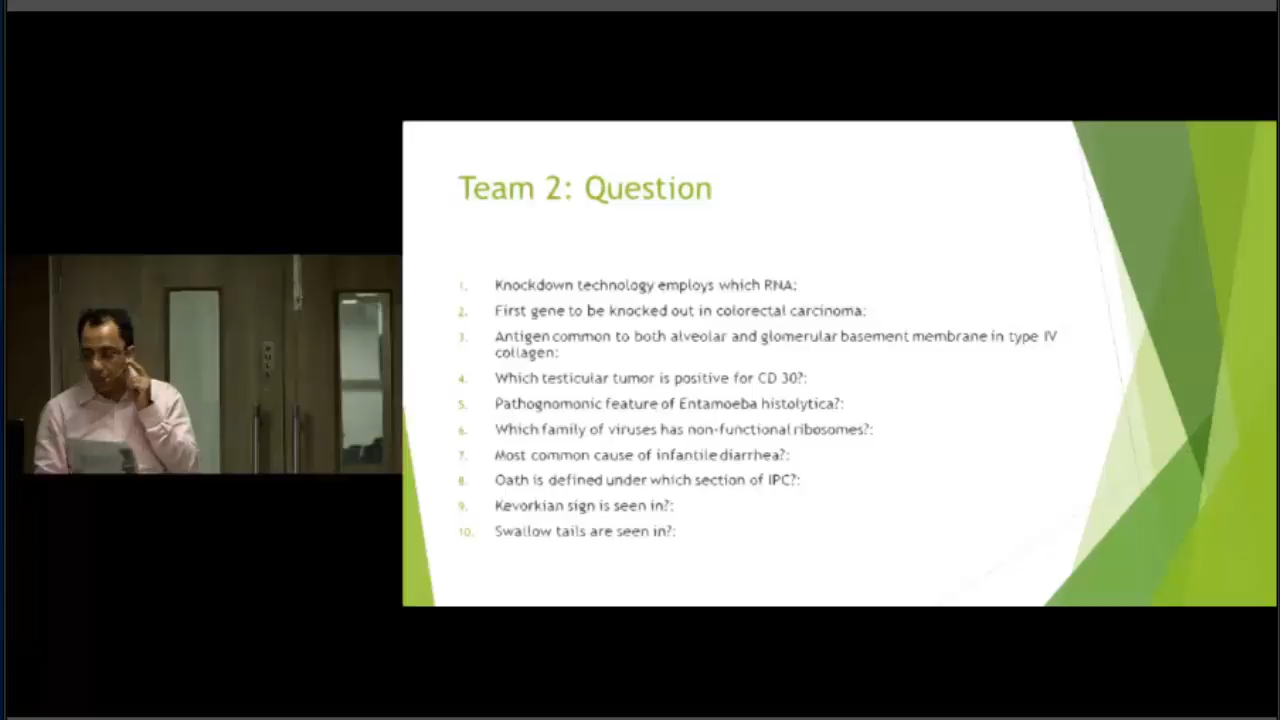 Team 2: Question
1. Knockdown technology employs which RNA:
2. First gene to be knocked out in colorectal carcinoma:
3. Antigen common to both alveolar and glomerular basement membrane in type IV
collagen:
4. Which testicular tumor is positive for CD 30?:
5. Pathognomonic feature of Entamoeba histolytica?:
6. Which family of viruses has non-functional ribosomes?:
7. Most common cause of infantile diarrhea?:
8. Oath is defined under which section of IPC?:
9. Kevorkian sign is seen in?:
10. Swallow tails are seen in?: